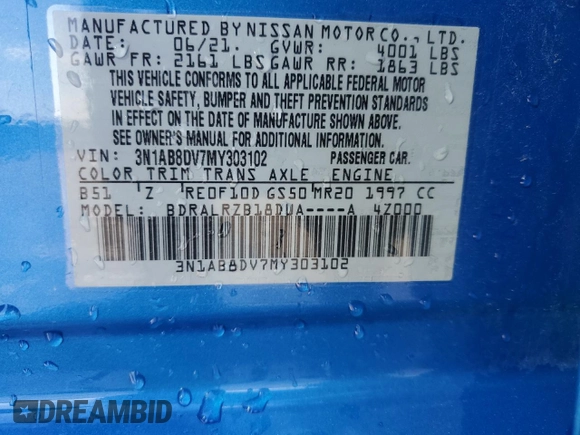 MANUFACTURED BY NISSAN MOTOR CO., LTD.
DATE: 06/21. GVWR: 4001 LBS
GAWR FR: 2161 LBS GAWR RR: 1863 LBS
THIS VEHICLE CONFORMS TO ALL APPLICABLE FEDERAL MOTOR
VEHICLE SAFETY, BUMPER AND THEFT PREVENTION STANDARDS
IN EFFECT ON THE DATE OF MANUFACTURE SHOWN ABOVE.
SEE OWNER'S MANUAL FOR ADDITIONAL INFORMATION.
VIN: 3N1AB8DV7MY303102 PASSENGER CAR.
COLOR TRIM TRANS AXLE ENGINE
B51 Z RE0F10D GS50 MR20 1997 CC
MODEL: BDRALRZB18DUA----A 4Z000
3N1AB8DV7MY303102
DREAMBID